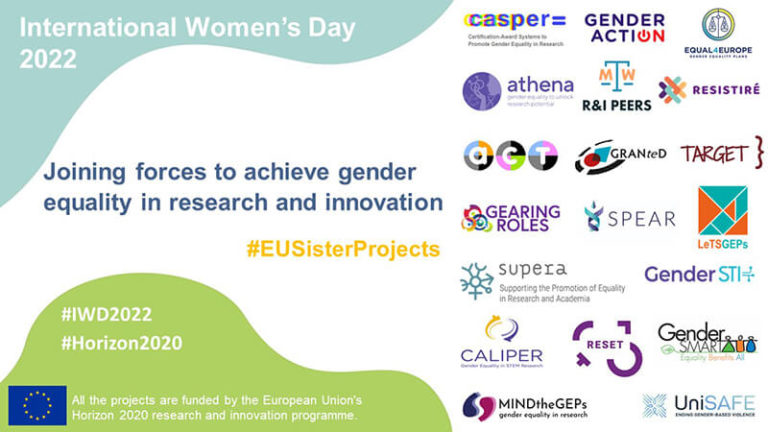 International Women's Day
2022
Joining forces to achieve gender
equality in research and innovation
#EUSisterProjects
#IWD2022
#Horizon2020
All the projects are funded by the European Union's
Horizon 2020 research and innovation programme.
casper=
Certification-Award Systems to
Promote Gender Equality in Research
GENDER
ACTION
EQUAL4EUROPE
GENDER EQUALITY PLANS
athena
gender equality to unlock
research potential
M W
R&I PEERS
RESISTIRÉ
act
GRANteD
TARGET
GEARING
ROLES
SPEAR
LeTSGEPs
supera
Supporting the Promotion of Equality
in Research and Academia
GenderSTI+
CALIPER
Gender Equality in STEM Research
RESET
Gender
SMART
Equality Benefits All
MINDtheGEPs
gender equality in research
UniSAFE
ENDING GENDER-BASED VIOLENCE